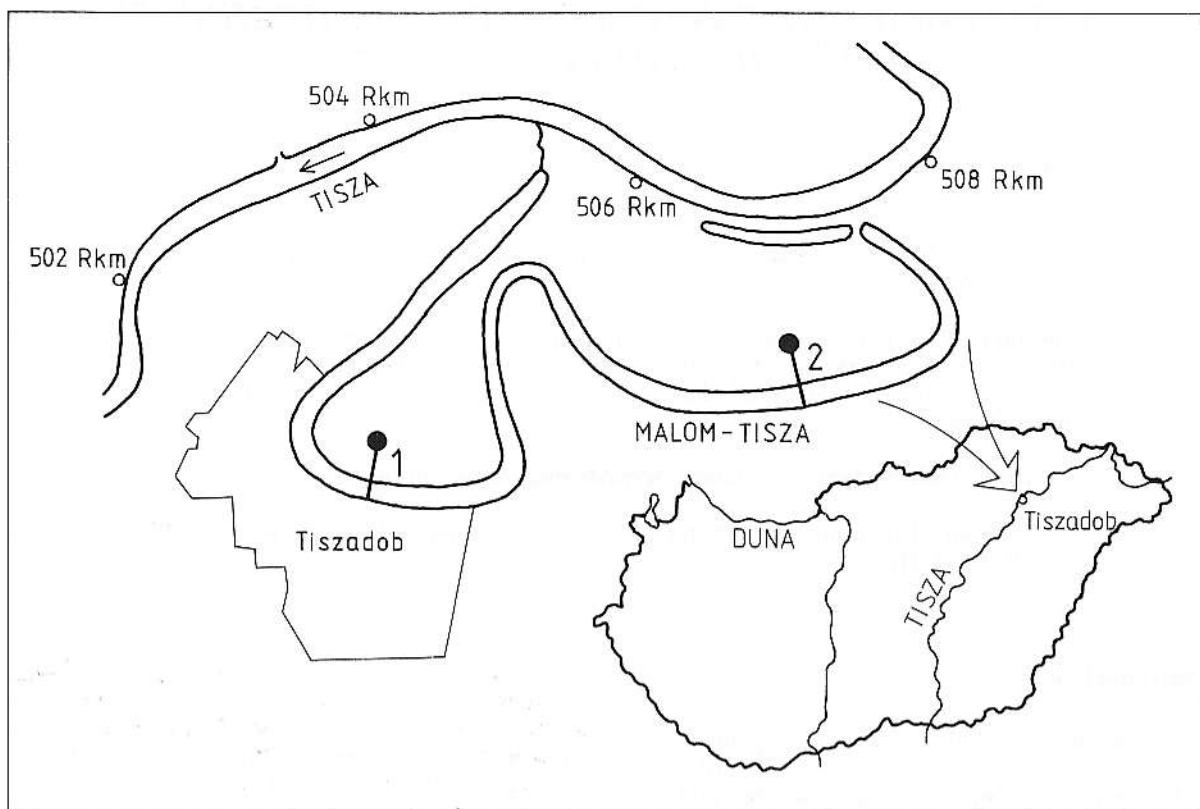 504 Rkm
TISZA
506 Rkm
508 Rkm
502 Rkm
2
1
MALOM-TISZA
Tiszadob
DUNA
TISZA
Tiszadob